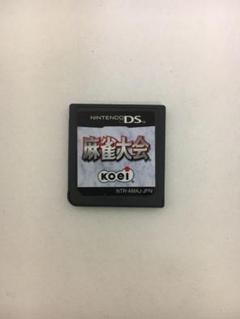 NINTENDO DS
麻雀大会
KOEI
NTR-AMAJ-JPN